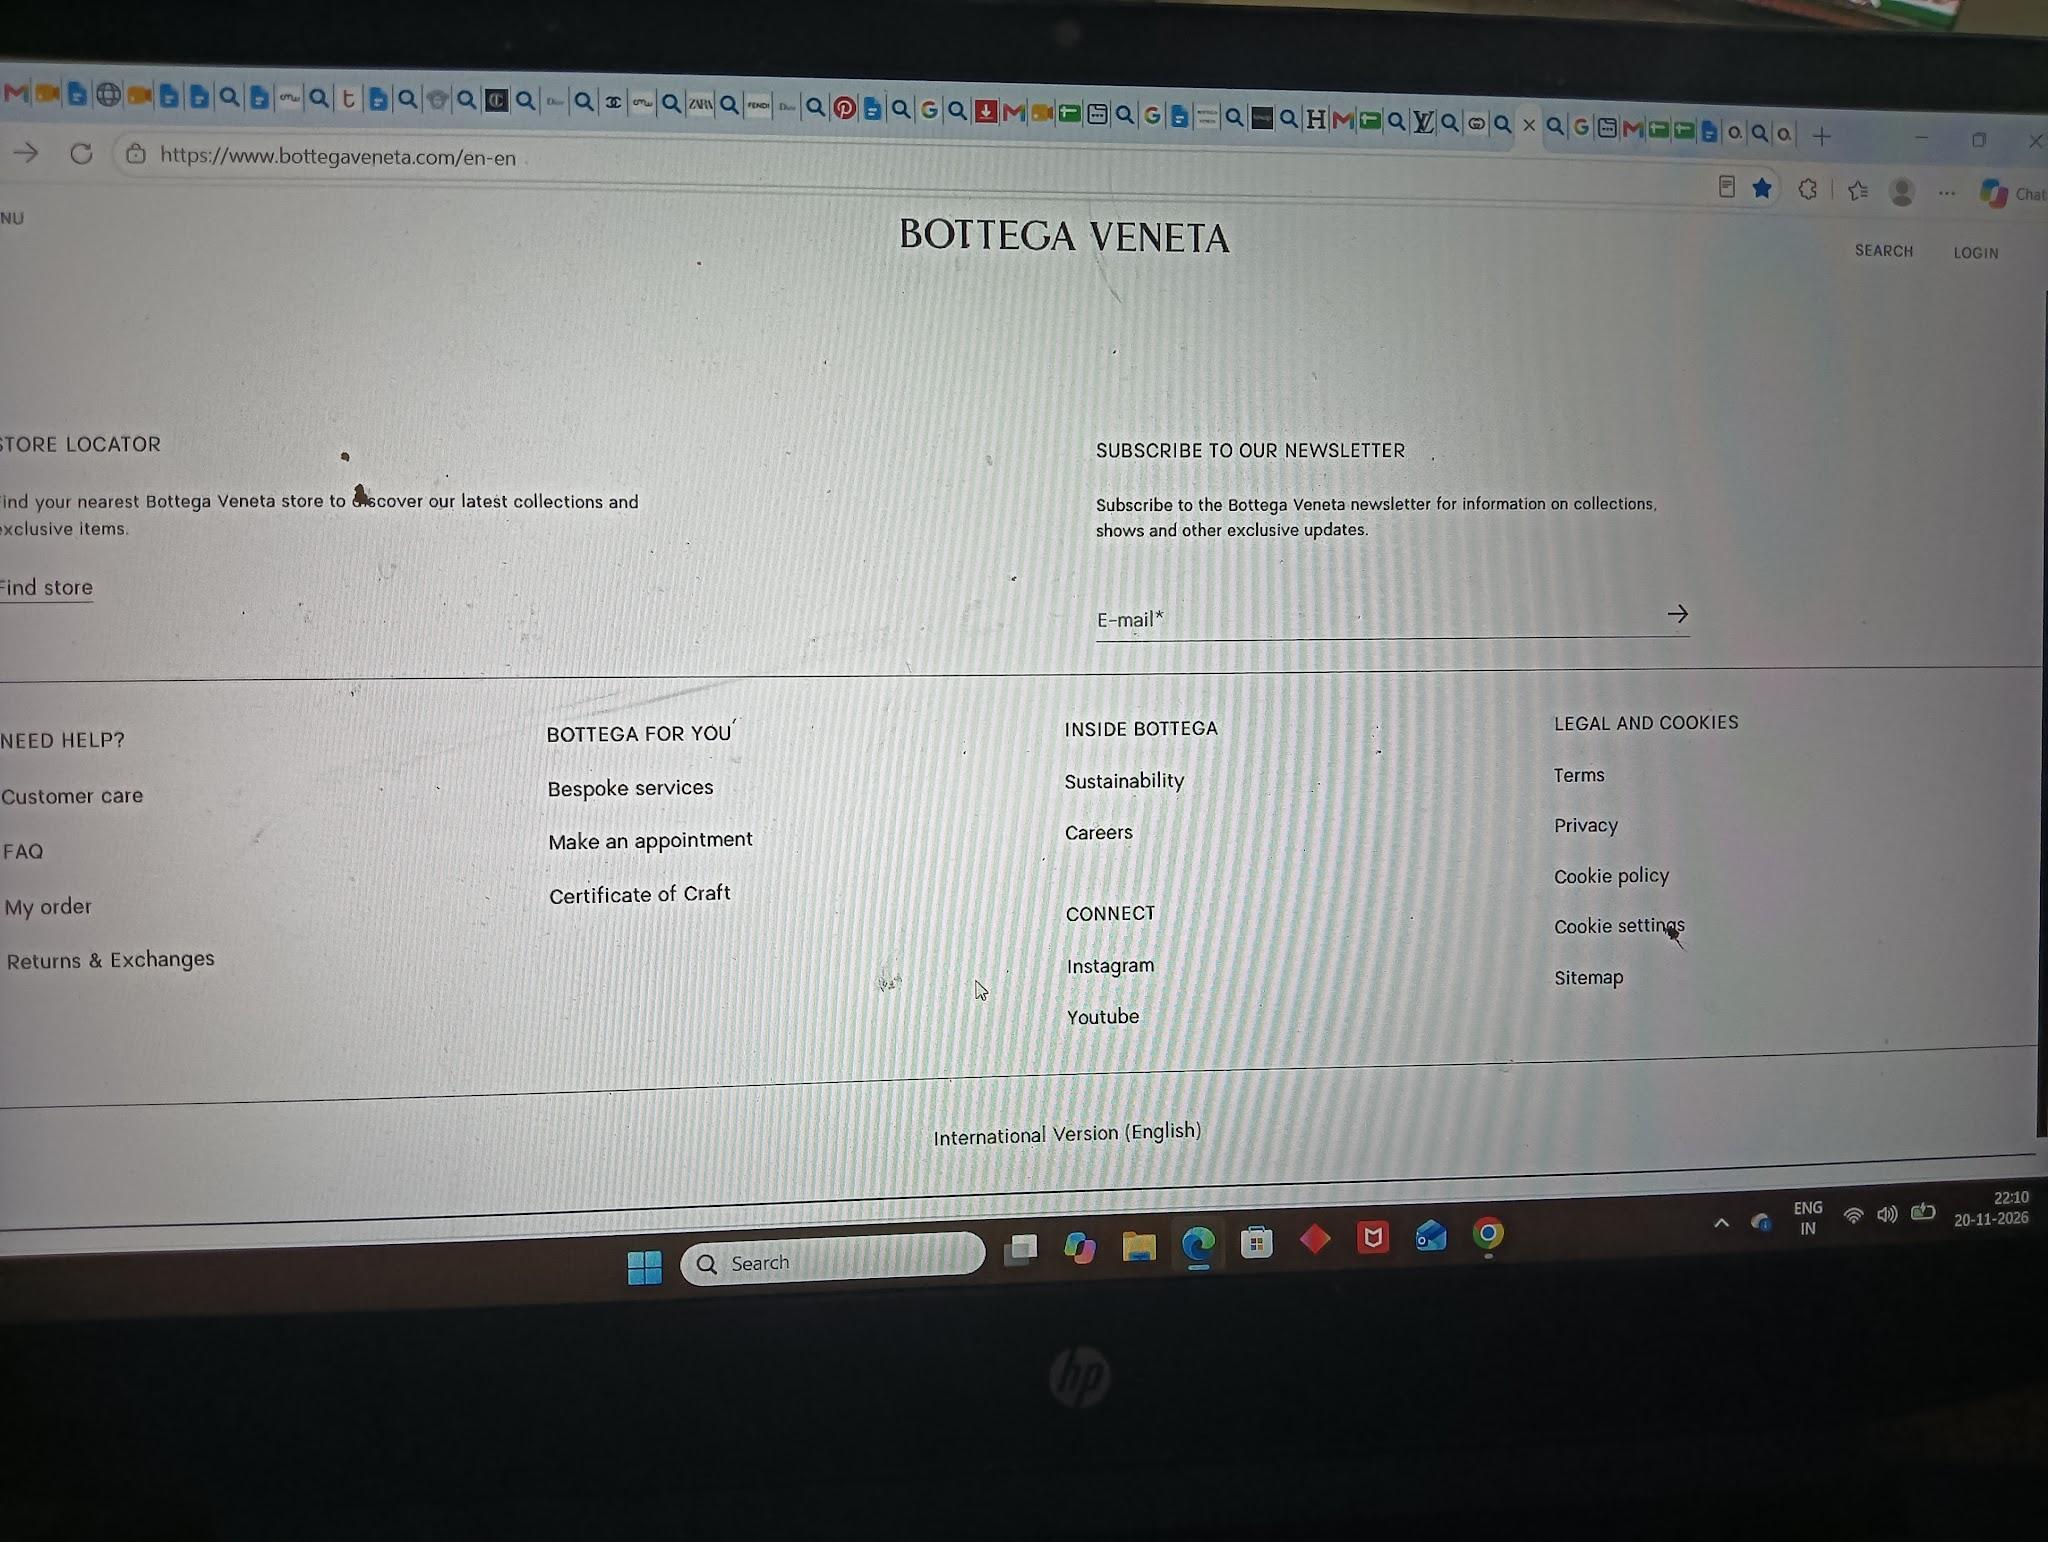 https://www.bottegaveneta.com/en-en
Chat
NU
BOTTEGA VENETA
SEARCH LOGIN
STORE LOCATOR
ind your nearest Bottega Veneta store to discover our latest collections and
exclusive items.
Find store
SUBSCRIBE TO OUR NEWSLETTER
Subscribe to the Bottega Veneta newsletter for information on collections,
shows and other exclusive updates.
E-mail*
NEED HELP?
Customer care
FAQ
My order
Returns & Exchanges
BOTTEGA FOR YOU
Bespoke services
Make an appointment
Certificate of Craft
INSIDE BOTTEGA
Sustainability
Careers
CONNECT
Instagram
Youtube
LEGAL AND COOKIES
Terms
Privacy
Cookie policy
Cookie settings
Sitemap
International Version (English)
Search
ENG
IN
22:10
20-11-2026
hp